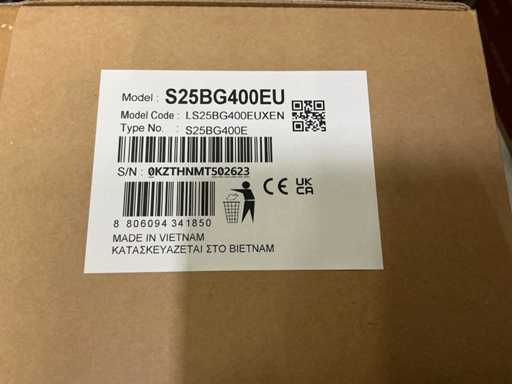 Model : S25BG400EU
Model Code : LS25BG400EUXEN
Type No. : S25BG400E
S/N : 0KZTHNMT502623
CE UK CA
8 806094 341850
MADE IN VIETNAM
ΚΑΤΑΣΚΕΥΑΖΕΤΑΙ ΣΤΟ ΒΙΕΤΝΑΜ